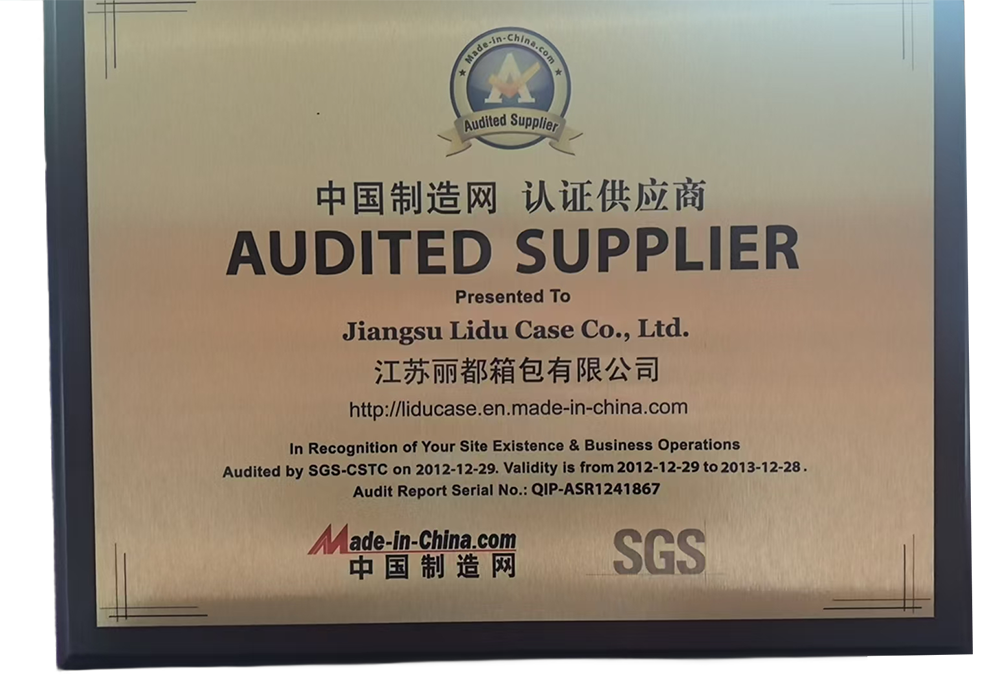 Made-in-China.com
A
Audited Supplier
中国制造网 认证供应商
AUDITED SUPPLIER
Presented To
Jiangsu Lidu Case Co., Ltd.
江苏丽都箱包有限公司
http://liducase.en.made-in-china.com
In Recognition of Your Site Existence & Business Operations
Audited by SGS-CSTC on 2012-12-29. Validity is from 2012-12-29 to 2013-12-28.
Audit Report Serial No.: QIP-ASR1241867
Made-in-China.com
中国制造网
SGS